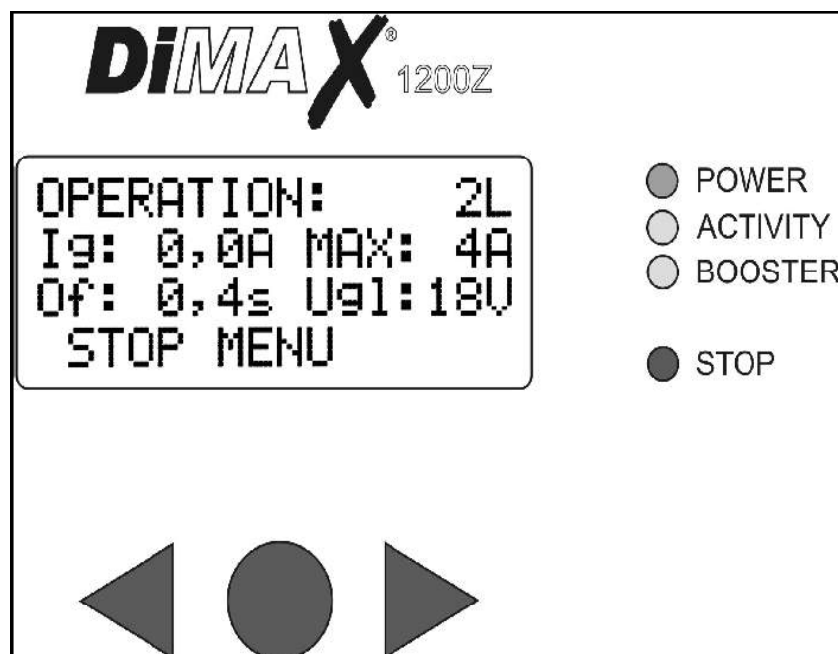 DiMAX®
1200Z
OPERATION: 2L
Ig: 0,0A MAX: 4A
Of: 0,4s Ugl:18V
STOP MENU
POWER
ACTIVITY
BOOSTER
STOP